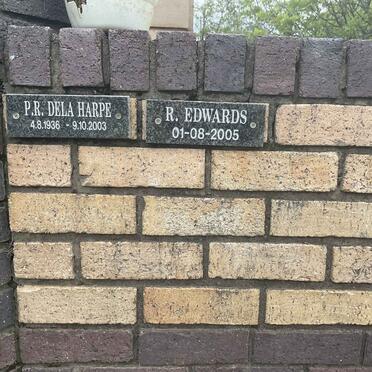 P.R. DELA HARPE
4.8.1936 - 9.10.2003
R. EDWARDS
01-08-2005